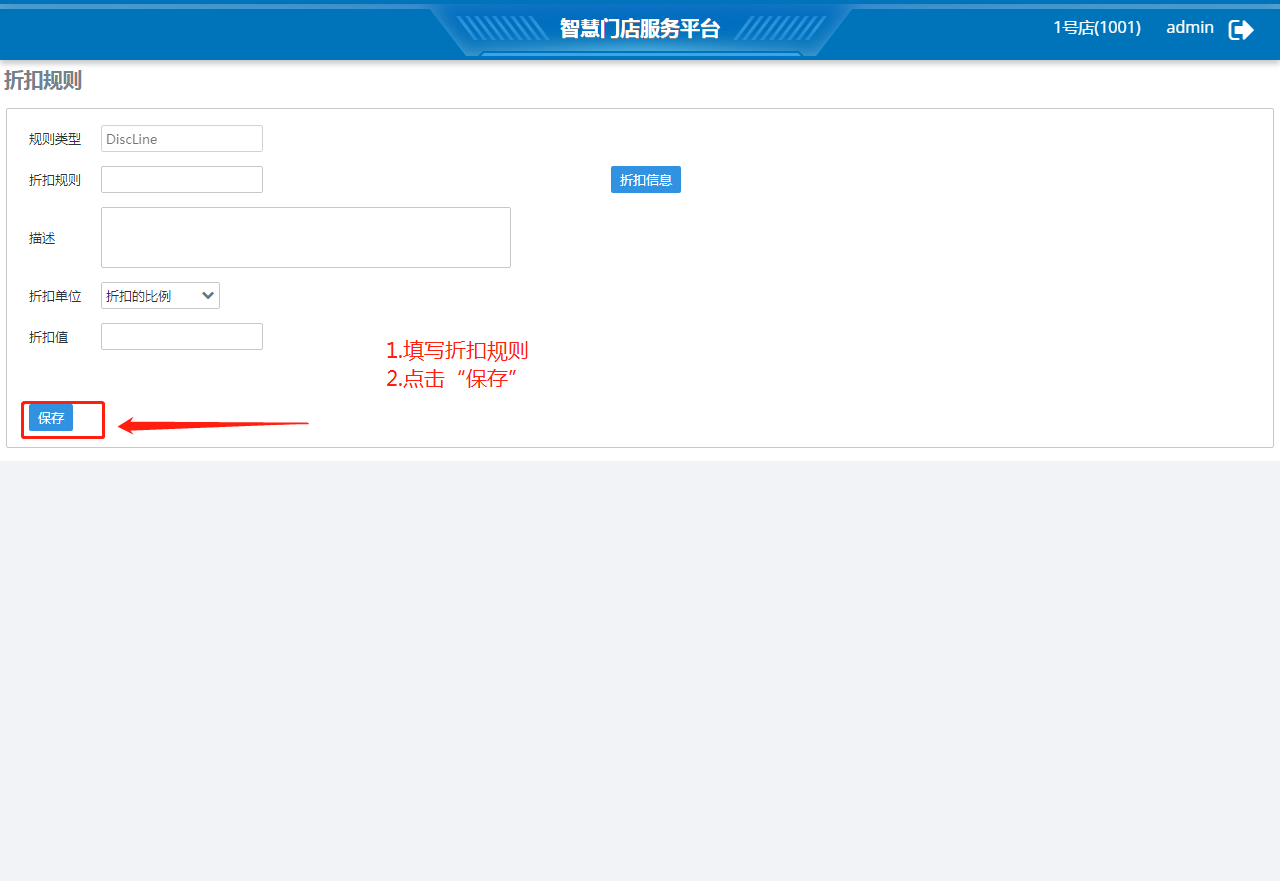 智慧门店服务平台
1号店(1001) admin
折扣规则
规则类型 DiscLine
折扣规则 折扣信息
描述
折扣单位 折扣的比例
折扣值
1.填写折扣规则
2.点击“保存”
保存